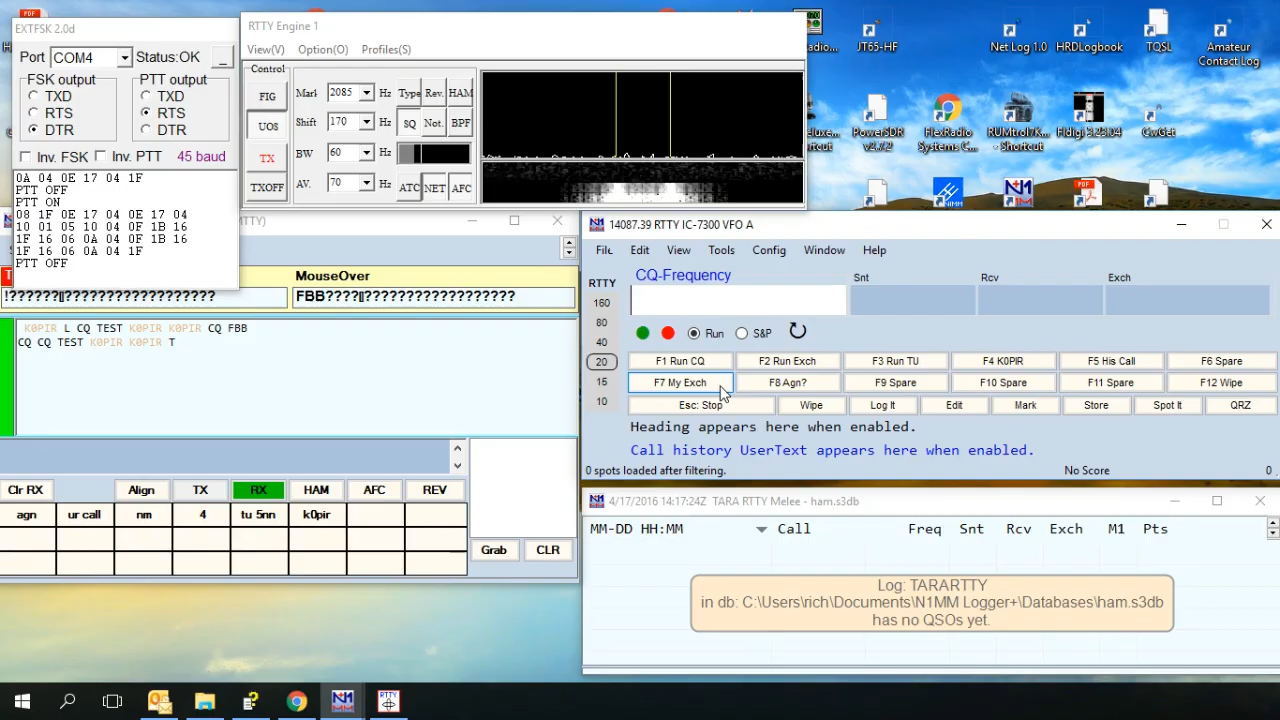 EXTFSK 2.0d
Port COM4 Status:OK _
FSK output PTT output
TXD TXD
RTS RTS
DTR DTR
Inv. FSK Inv. PTT 45 baud
0A 04 0E 17 04 1F
PTT OFF
PTT ON
08 1F 0E 17 04 0E 17 04
10 01 05 10 04 0F 1B 16
1F 16 06 0A 04 0F 1B 16
1F 16 06 0A 04 1F
PTT OFF
RTTY Engine 1
View(V) Option(O) Profiles(S)
Control
FIG
UOS
TX
TXOFF
Mark 2085 Hz Type Rev. HAM
Shift 170 Hz SQ Not. BPF
BW 60 Hz
AV. 70 ATC NET AFC
JT65-HF
Net Log 1.0
HRDLogbook
TQSL
Amateur
Contact Log
PowerSDR
v2.7.2
FlexRadio
Systems C...
RUMtrol7K...
- Shortcut
Fldigi 3.23.04
CwGet
TTY)
MouseOver
!??????[]??????????????????
FBB????[]??????????????????
K0PIR L CQ TEST K0PIR K0PIR CQ FBB
CQ CQ TEST K0PIR K0PIR T
Clr RX Align TX RX HAM AFC REV
agn ur call nm 4 tu 5nn k0pir
Grab CLR
14087.39 RTTY IC-7300 VFO A
File Edit View Tools Config Window Help
RTTY
160
80
40
20
15
10
CQ-Frequency Snt Rcv Exch
Run S&P
F1 Run CQ F2 Run Exch F3 Run TU F4 K0PIR F5 His Call F6 Spare
F7 My Exch F8 Agn? F9 Spare F10 Spare F11 Spare F12 Wipe
Esc: Stop Wipe Log It Edit Mark Store Spot It QRZ
Heading appears here when enabled.
Call history UserText appears here when enabled.
0 spots loaded after filtering. No Score 0
4/17/2016 14:17:24Z TARA RTTY Melee - ham.s3db
MM-DD HH:MM Call Freq Snt Rcv Exch M1 Pts
Log: TARARTTY
in db: C:\Users\rich\Documents\N1MM Logger+\Databases\ham.s3db
has no QSOs yet.